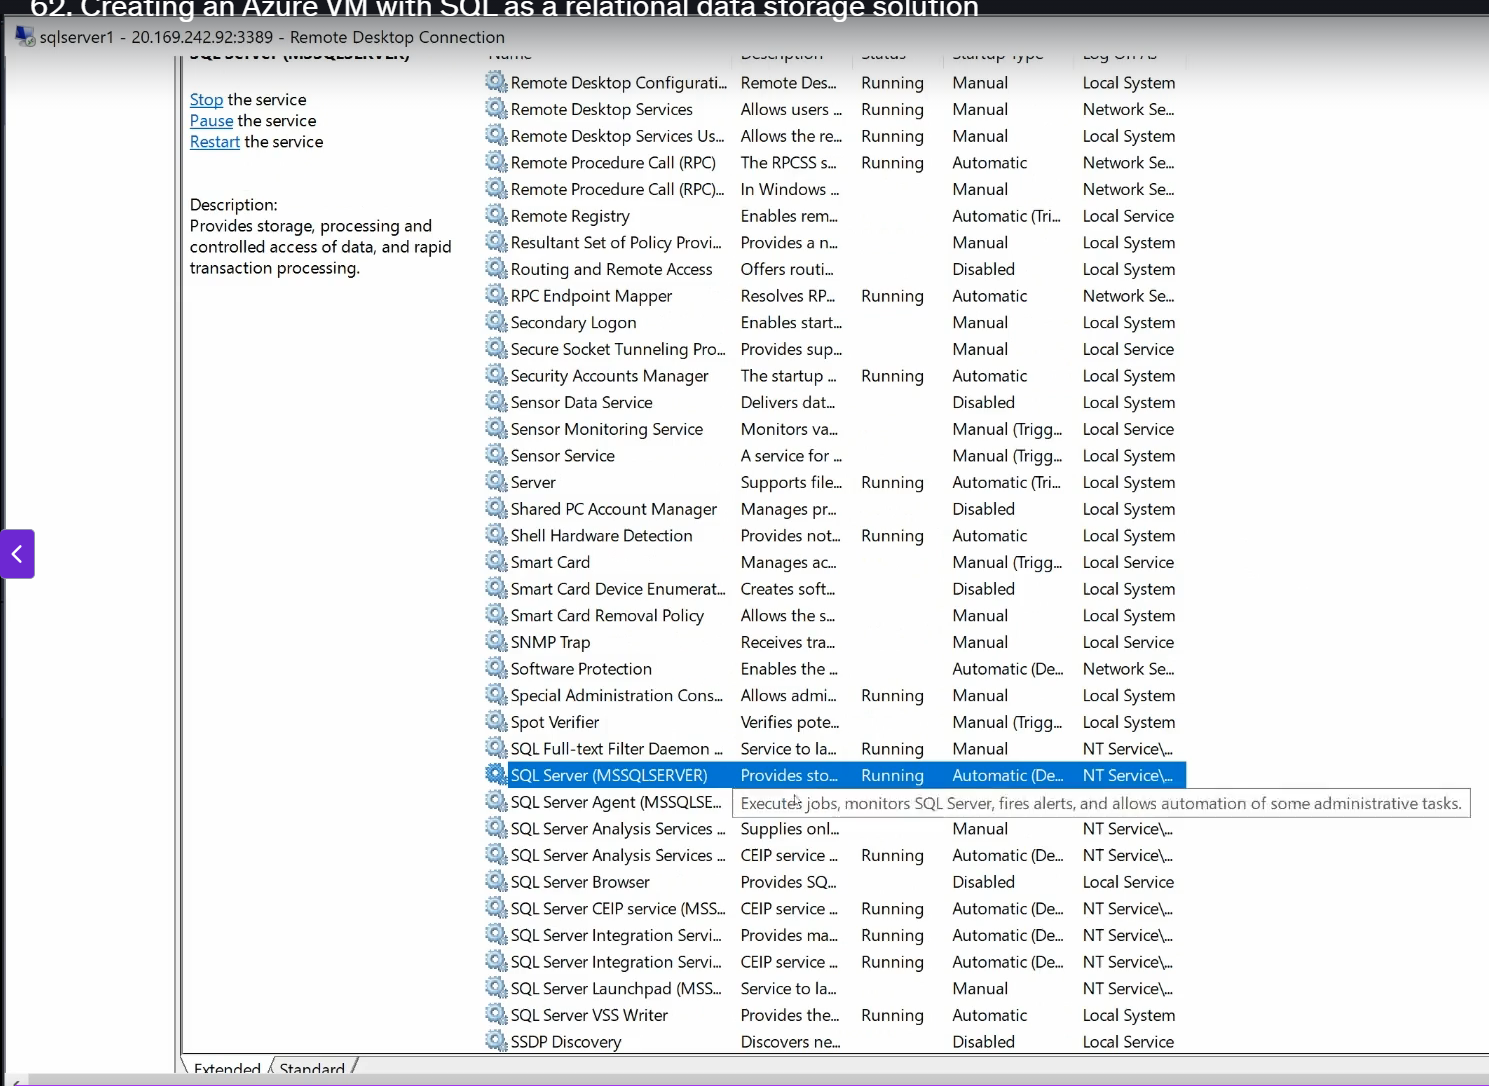 62. Creating an Azure VM with SQL as a relational data storage solution
sqlserver1 - 20.169.242.92:3389 - Remote Desktop Connection
SQL Server (MSSQLSERVER)
Name Description Status Startup Type Log On As
Stop the service
Pause the service
Restart the service
Description:
Provides storage, processing and
controlled access of data, and rapid
transaction processing.
Remote Desktop Configurati... Remote Des... Running Manual Local System
Remote Desktop Services Allows users ... Running Manual Network Se...
Remote Desktop Services Us... Allows the re... Running Manual Local System
Remote Procedure Call (RPC) The RPCSS s... Running Automatic Network Se...
Remote Procedure Call (RPC)... In Windows ... Manual Network Se...
Remote Registry Enables rem... Automatic (Tri... Local Service
Resultant Set of Policy Provi... Provides a n... Manual Local System
Routing and Remote Access Offers routi... Disabled Local System
RPC Endpoint Mapper Resolves RP... Running Automatic Network Se...
Secondary Logon Enables start... Manual Local System
Secure Socket Tunneling Pro... Provides sup... Manual Local Service
Security Accounts Manager The startup ... Running Automatic Local System
Sensor Data Service Delivers dat... Disabled Local System
Sensor Monitoring Service Monitors va... Manual (Trigg... Local Service
Sensor Service A service for ... Manual (Trigg... Local System
Server Supports file... Running Automatic (Tri... Local System
Shared PC Account Manager Manages pr... Disabled Local System
Shell Hardware Detection Provides not... Running Automatic Local System
Smart Card Manages ac... Manual (Trigg... Local Service
Smart Card Device Enumerat... Creates soft... Disabled Local System
Smart Card Removal Policy Allows the s... Manual Local System
SNMP Trap Receives tra... Manual Local Service
Software Protection Enables the ... Automatic (De... Network Se...
Special Administration Cons... Allows admi... Running Manual Local System
Spot Verifier Verifies pote... Manual (Trigg... Local System
SQL Full-text Filter Daemon ... Service to la... Running Manual NT Service\...
SQL Server (MSSQLSERVER) Provides sto... Running Automatic (De... NT Service\...
SQL Server Agent (MSSQLSE... Executes jobs, monitors SQL Server, fires alerts, and allows automation of some administrative tasks.
SQL Server Analysis Services ... Supplies onl... Manual NT Service\...
SQL Server Analysis Services ... CEIP service ... Running Automatic (De... NT Service\...
SQL Server Browser Provides SQ... Disabled Local Service
SQL Server CEIP service (MSS... CEIP service ... Running Automatic (De... NT Service\...
SQL Server Integration Servi... Provides ma... Running Automatic (De... NT Service\...
SQL Server Integration Servi... CEIP service ... Running Automatic (De... NT Service\...
SQL Server Launchpad (MSS... Service to la... Manual NT Service\...
SQL Server VSS Writer Provides the... Running Automatic Local System
SSDP Discovery Discovers ne... Disabled Local Service
Extended Standard